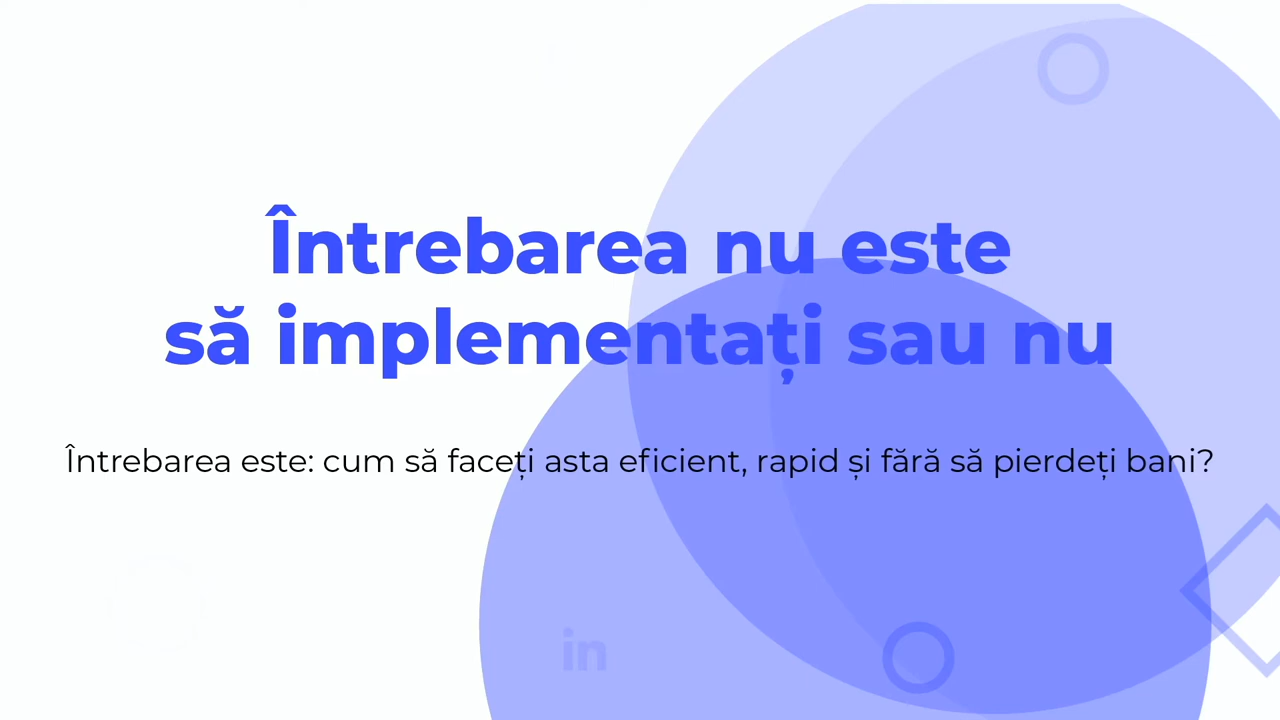 Întrebarea nu este
să implementați sau nu
Întrebarea este: cum să faceți asta eficient, rapid și fără să pierdeți bani?
in